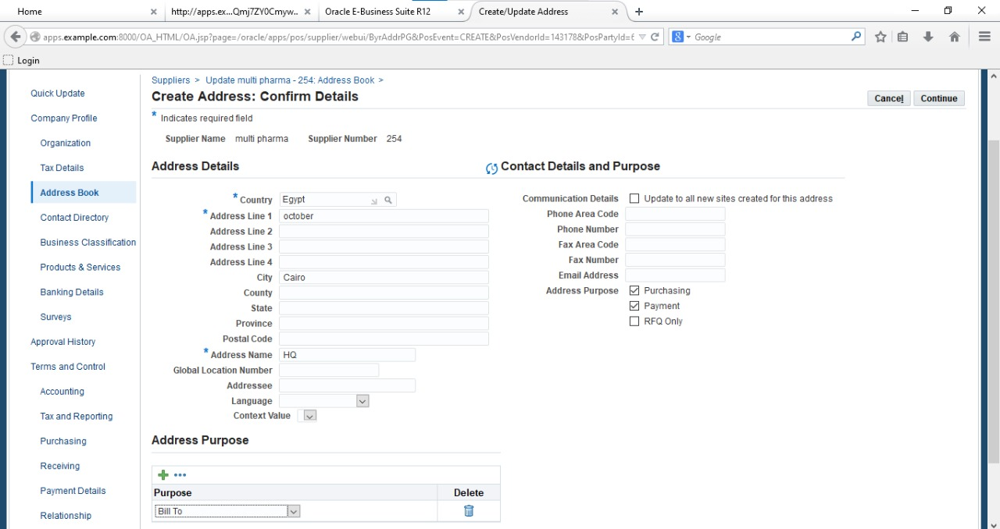 Home
http://apps.ex...Qmj7ZY0Cmyw...
Oracle E-Business Suite R12
Create/Update Address
apps.example.com:8000/OA_HTML/OA.jsp?page=/oracle/apps/pos/supplier/webui/ByrAddrPG&PosEvent=CREATE&PosVendorId=143178&PosPartyId=6
Google
Login
Quick Update
Company Profile
Organization
Tax Details
Address Book
Contact Directory
Business Classification
Products & Services
Banking Details
Surveys
Approval History
Terms and Control
Accounting
Tax and Reporting
Purchasing
Receiving
Payment Details
Relationship
Suppliers > Update multi pharma - 254: Address Book >
Create Address: Confirm Details
Cancel
Continue
* Indicates required field
Supplier Name multi pharma Supplier Number 254
Address Details
* Country Egypt
* Address Line 1 october
Address Line 2
Address Line 3
Address Line 4
City Cairo
County
State
Province
Postal Code
* Address Name HQ
Global Location Number
Addressee
Language
Context Value
Contact Details and Purpose
Communication Details Update to all new sites created for this address
Phone Area Code
Phone Number
Fax Area Code
Fax Number
Email Address
Address Purpose Purchasing
Payment
RFQ Only
Address Purpose
Purpose Delete
Bill To